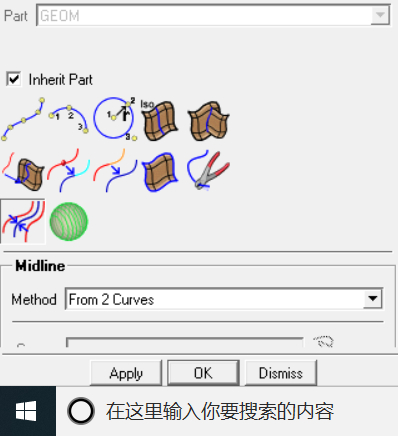 Part GEOM
Inherit Part
1 2 3 1 r 2 3 Iso
Midline
Method From 2 Curves
Apply OK Dismiss
在这里输入你要搜索的内容